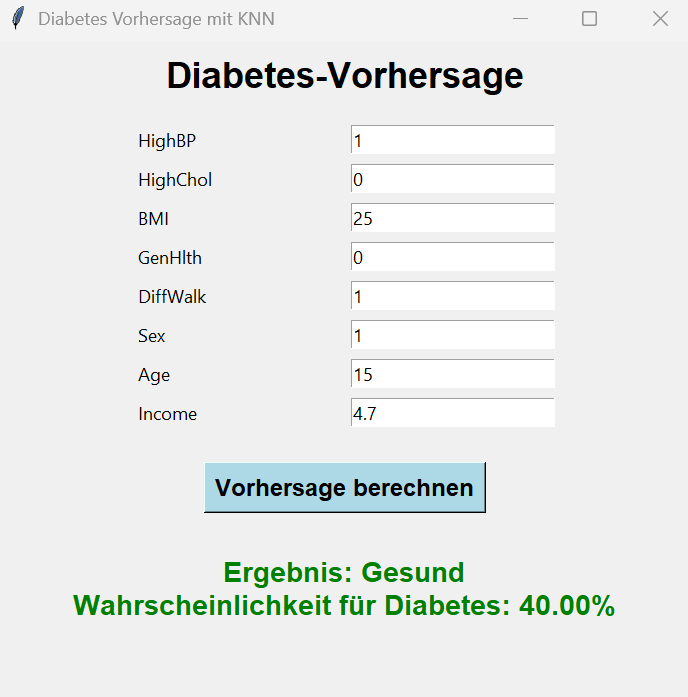 Diabetes Vorhersage mit KNN
Diabetes-Vorhersage
HighBP 1
HighChol 0
BMI 25
GenHlth 0
DiffWalk 1
Sex 1
Age 15
Income 4.7
Vorhersage berechnen
Ergebnis: Gesund
Wahrscheinlichkeit für Diabetes: 40.00%